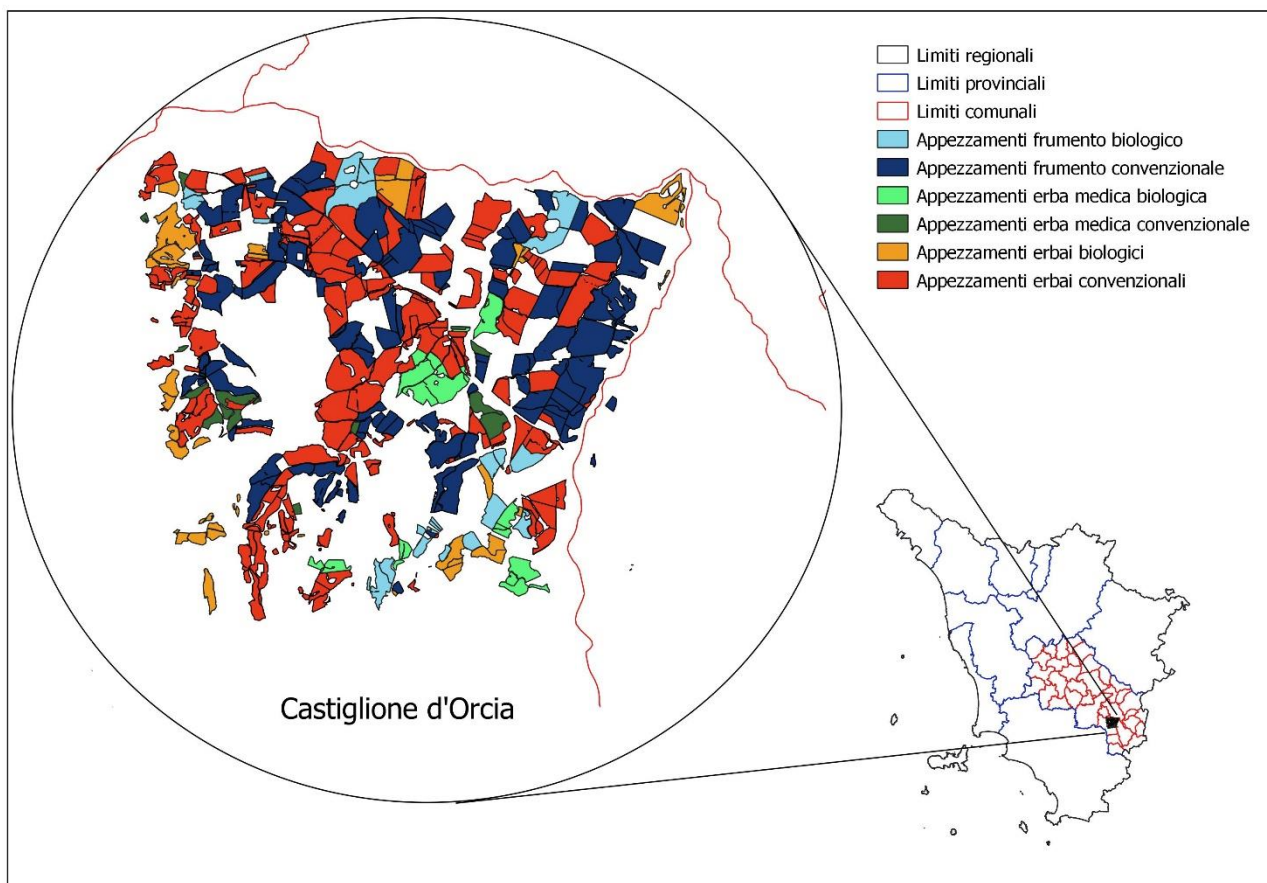 Limiti regionali
Limiti provinciali
Limiti comunali
Appezzamenti frumento biologico
Appezzamenti frumento convenzionale
Appezzamenti erba medica biologica
Appezzamenti erba medica convenzionale
Appezzamenti erbai biologici
Appezzamenti erbai convenzionali
Castiglione d'Orcia